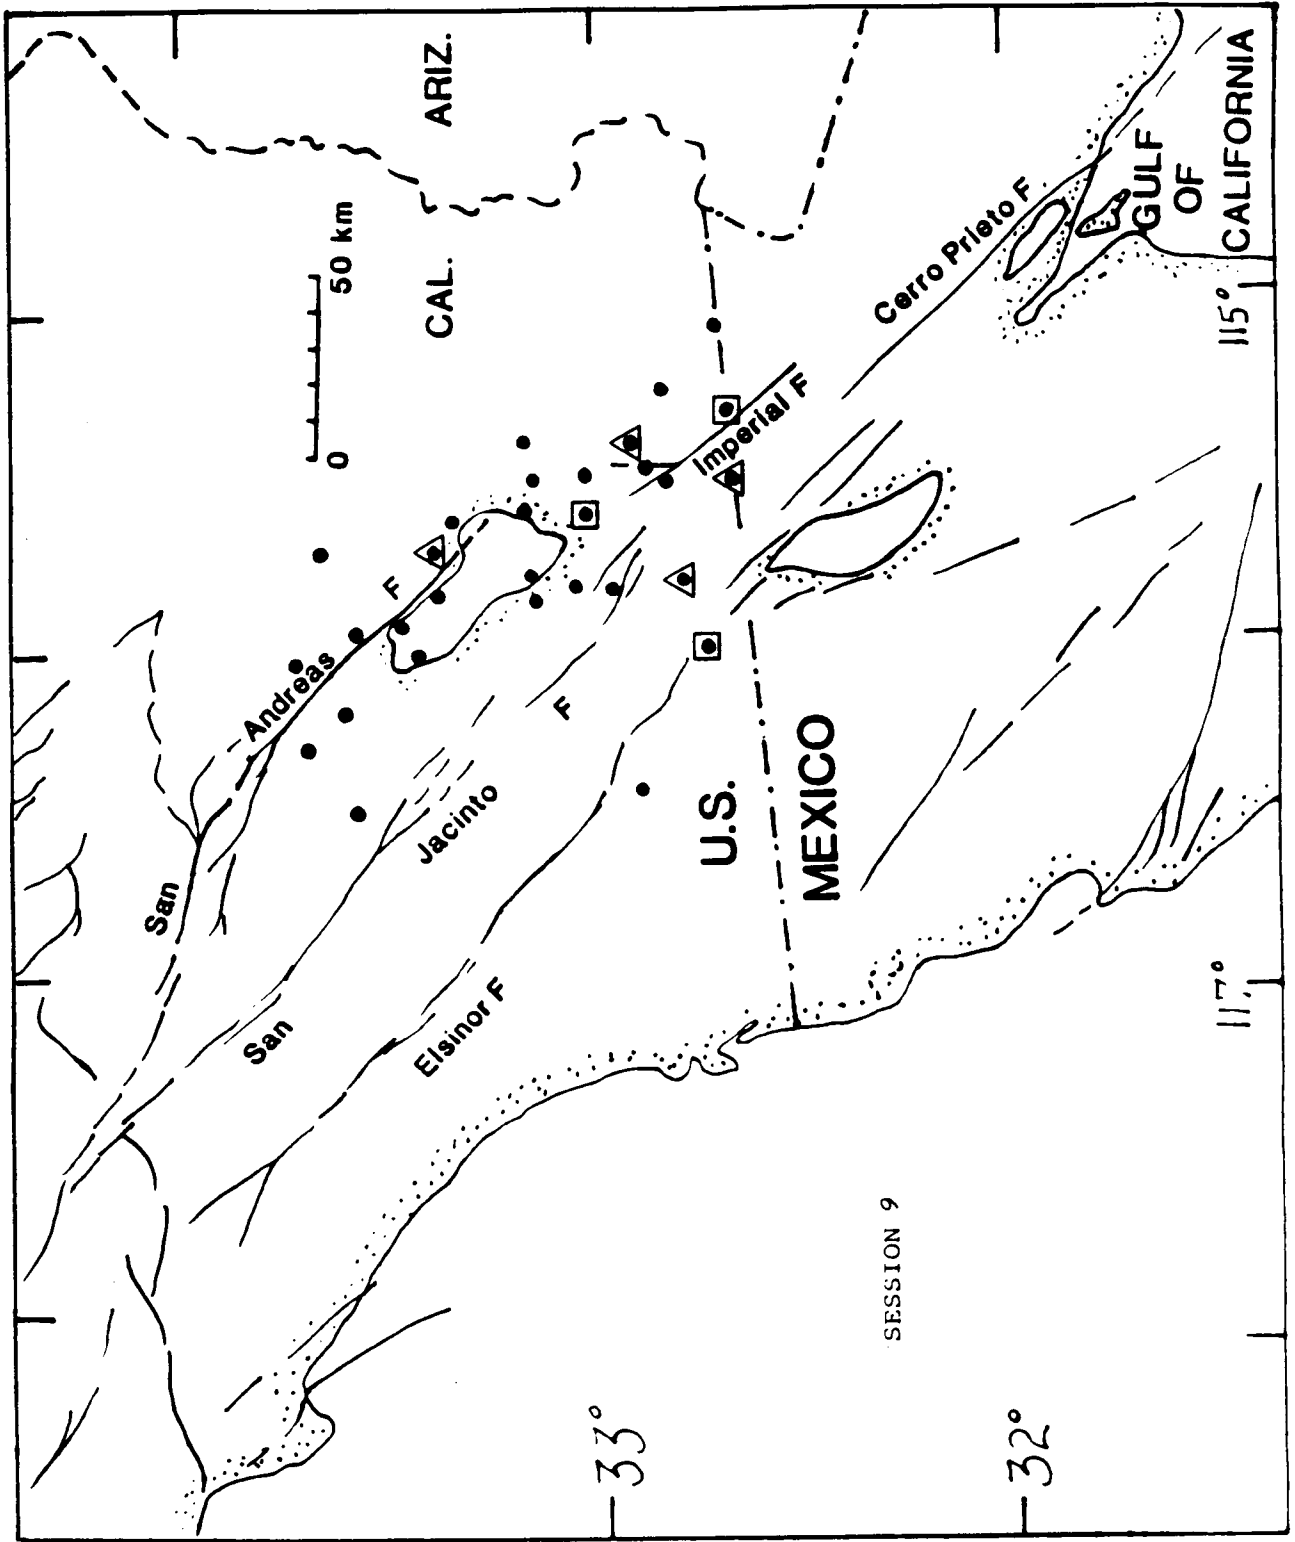 CAL.
ARIZ.
0
50 km
San
Andreas
F
San
Jacinto
F
Elsinor F
Imperial F
Cerro Prieto F
U.S.
MEXICO
GULF
OF
CALIFORNIA
33°
32°
117°
115°
SESSION 9